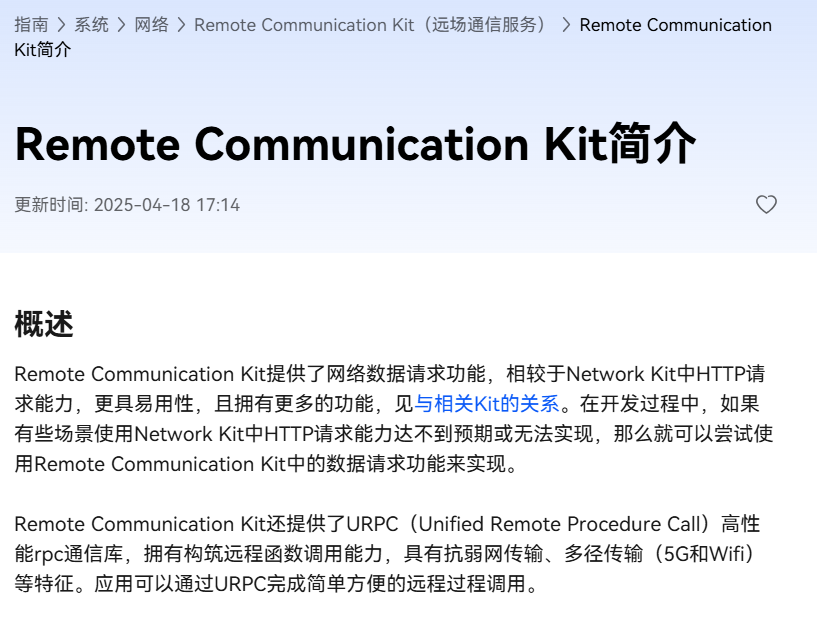 指南 > 系统 > 网络 > Remote Communication Kit（远场通信服务） > Remote Communication
Kit简介
Remote Communication Kit简介
更新时间: 2025-04-18 17:14
概述
Remote Communication Kit提供了网络数据请求功能，相较于Network Kit中HTTP请
求能力，更具易用性，且拥有更多的功能，见与相关Kit的关系。在开发过程中，如果
有些场景使用Network Kit中HTTP请求能力达不到预期或无法实现，那么就可以尝试使
用Remote Communication Kit中的数据请求功能来实现。
Remote Communication Kit还提供了URPC（Unified Remote Procedure Call）高性
能rpc通信库，拥有构筑远程函数调用能力，具有抗弱网传输、多径传输（5G和Wifi）
等特征。应用可以通过URPC完成简单方便的远程过程调用。